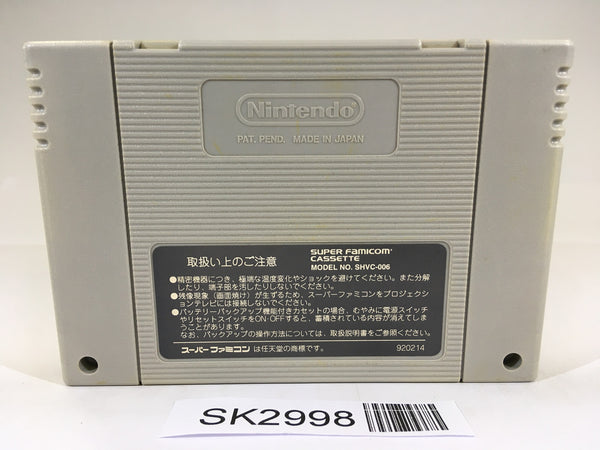 Nintendo
PAT. PEND. MADE IN JAPAN
取扱い上のご注意
SUPER FAMICOM
CASSETTE
MODEL NO. SHVC-006
●精密機器につき、極端な温度変化やショックを避けてください。また分解
したり、端子部を汚したりしないでください。
●残像現象（画面焼け）が生ずるため、スーパーファミコンをプロジェクシ
ョンテレビには接続しないでください。
●バッテリーバックアップ機能付きカセットの場合、むやみに電源スイッチ
やリセットスイッチをON・OFFすると、蓄積されている内容が消えてしま
うことがあります。
なお、バックアップの操作方法については、取扱説明書をご参照ください。
スーパーファミコン は任天堂の商標です。
920214
SK2998